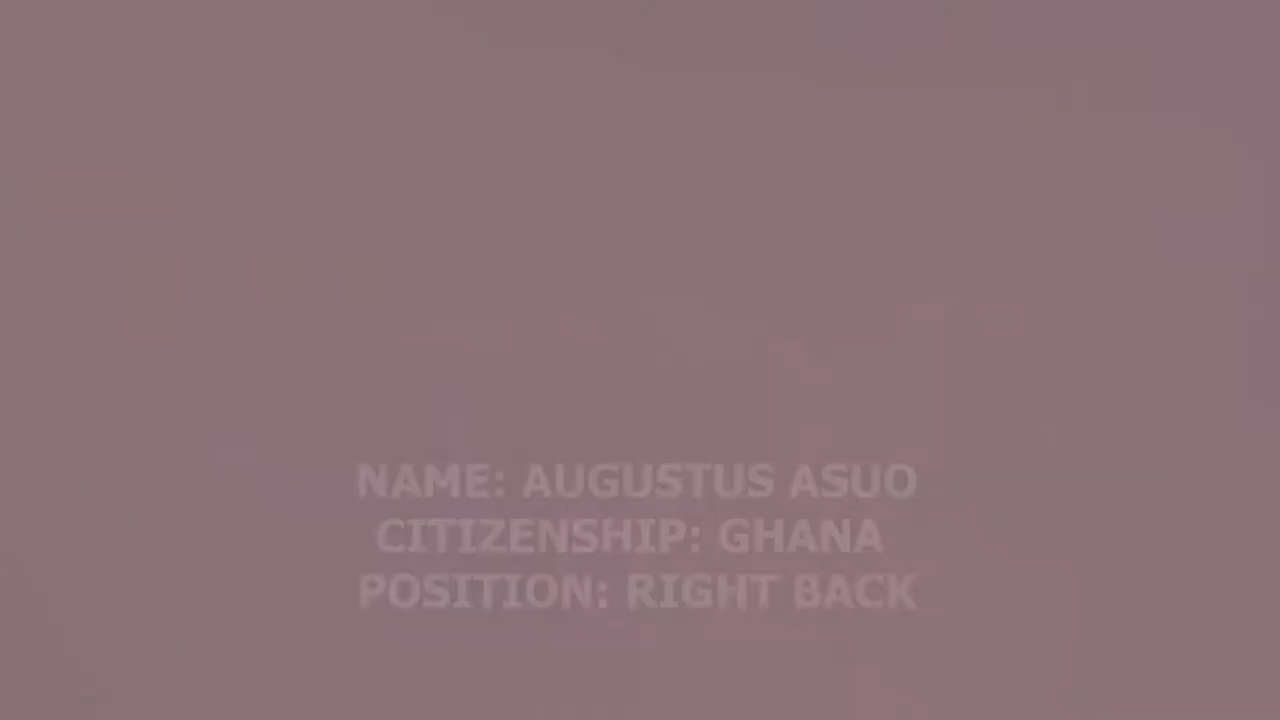 NAME: AUGUSTUS ASUO
CITIZENSHIP: GHANA
POSITION: RIGHT BACK